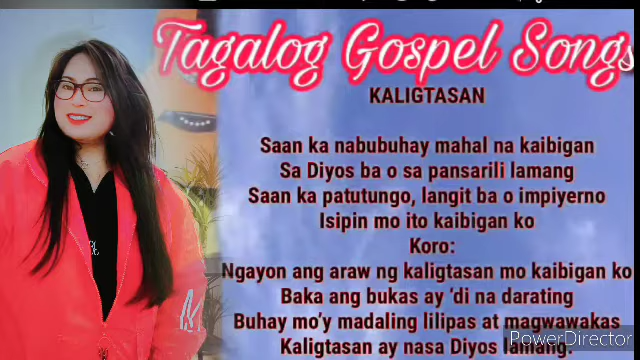 Tagalog Gospel Songs
KALIGTASAN
Saan ka nabubuhay mahal na kaibigan
Sa Diyos ba o sa pansarili lamang
Saan ka patutungo, langit ba o impiyerno
Isipin mo ito kaibigan ko
Koro:
Ngayon ang araw ng kaligtasan mo kaibigan ko
Baka ang bukas ay ‘di na darating
Buhay mo’y madaling lilipas at magwawakas
Kaligtasan ay nasa Diyos lamang.
PowerDirector